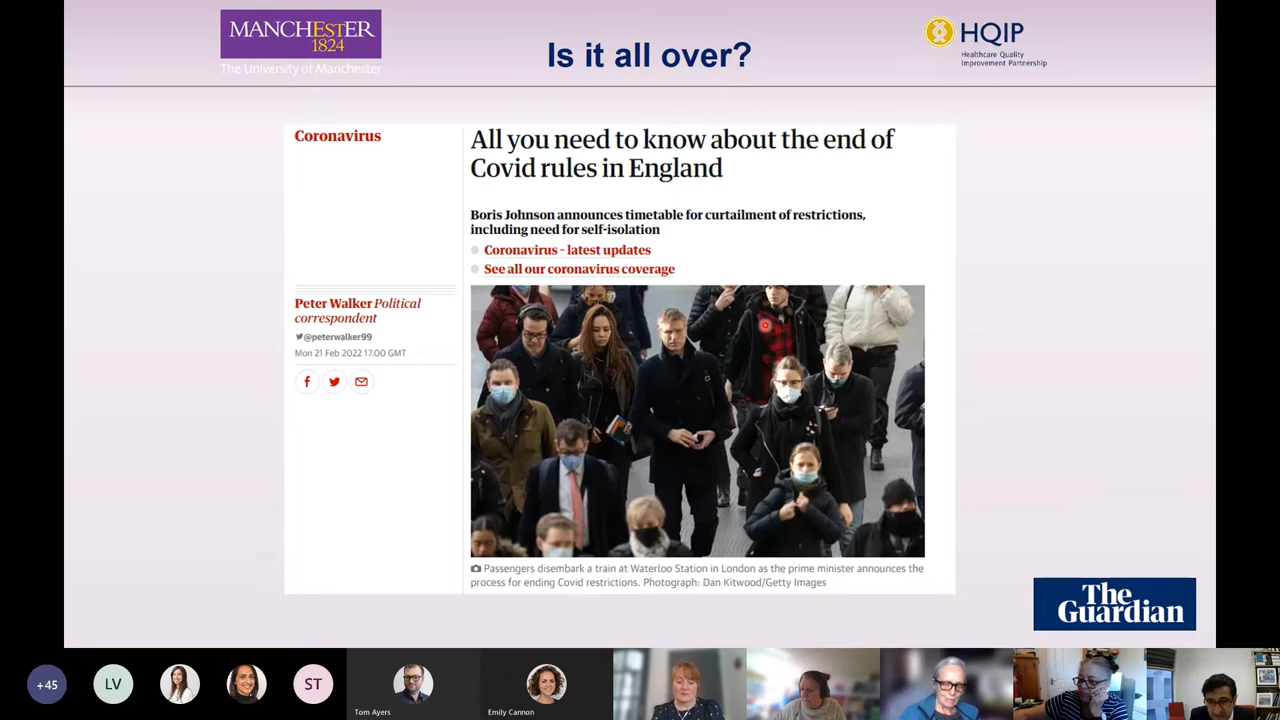 MANCHESTER
1824
The University of Manchester
Is it all over?
HQIP
Healthcare Quality
Improvement Partnership
Coronavirus
All you need to know about the end of
Covid rules in England
Boris Johnson announces timetable for curtailment of restrictions,
including need for self-isolation
Coronavirus – latest updates
See all our coronavirus coverage
Peter Walker Political
correspondent
@peterwalker99
Mon 21 Feb 2022 17.00 GMT
Passengers disembark a train at Waterloo Station in London as the prime minister announces the
process for ending Covid restrictions. Photograph: Dan Kitwood/Getty Images
The
Guardian
+45
LV
ST
Tom Ayers
Emily Cannon